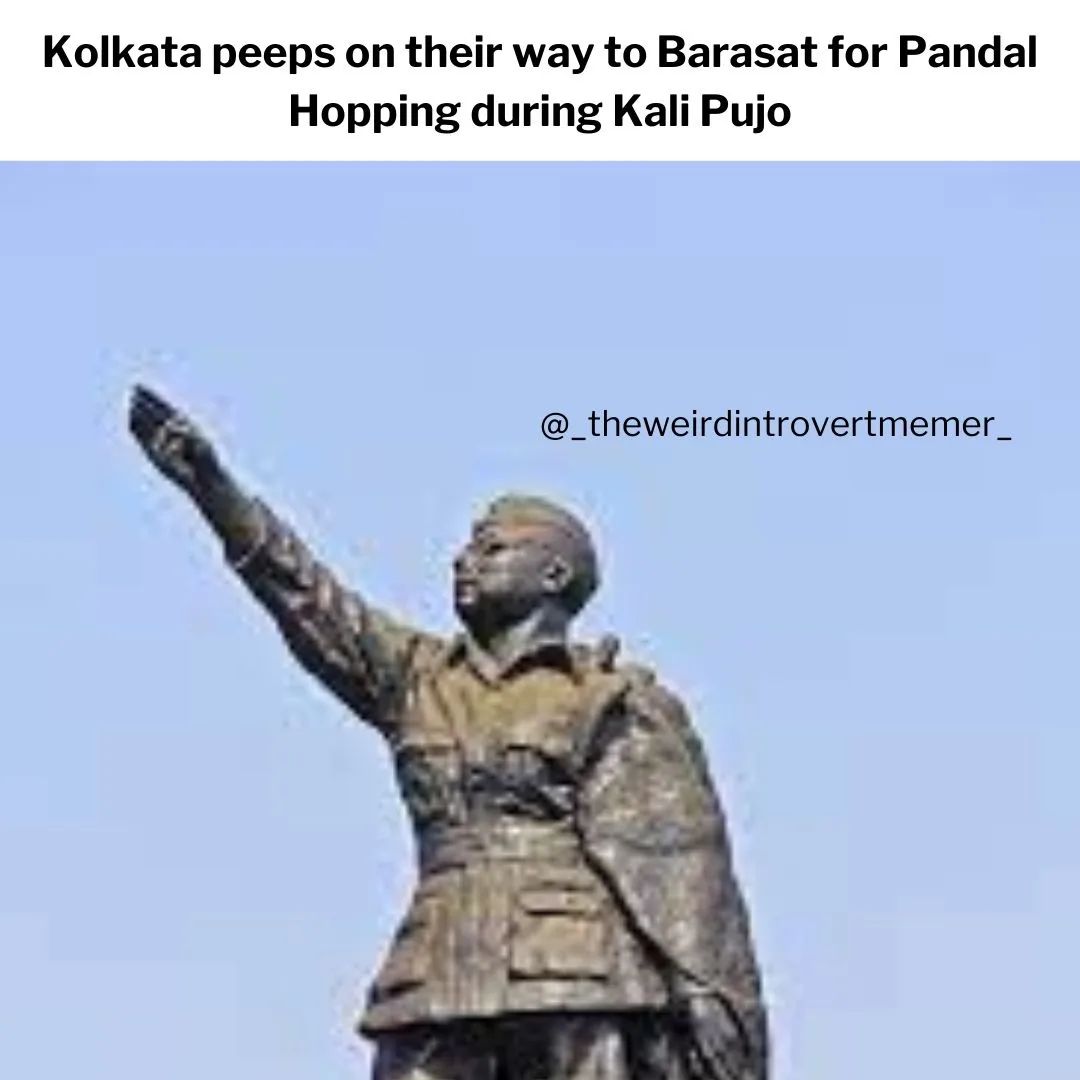 Kolkata peeps on their way to Barasat for Pandal
Hopping during Kali Pujo
@_theweirdintrovertmemer_